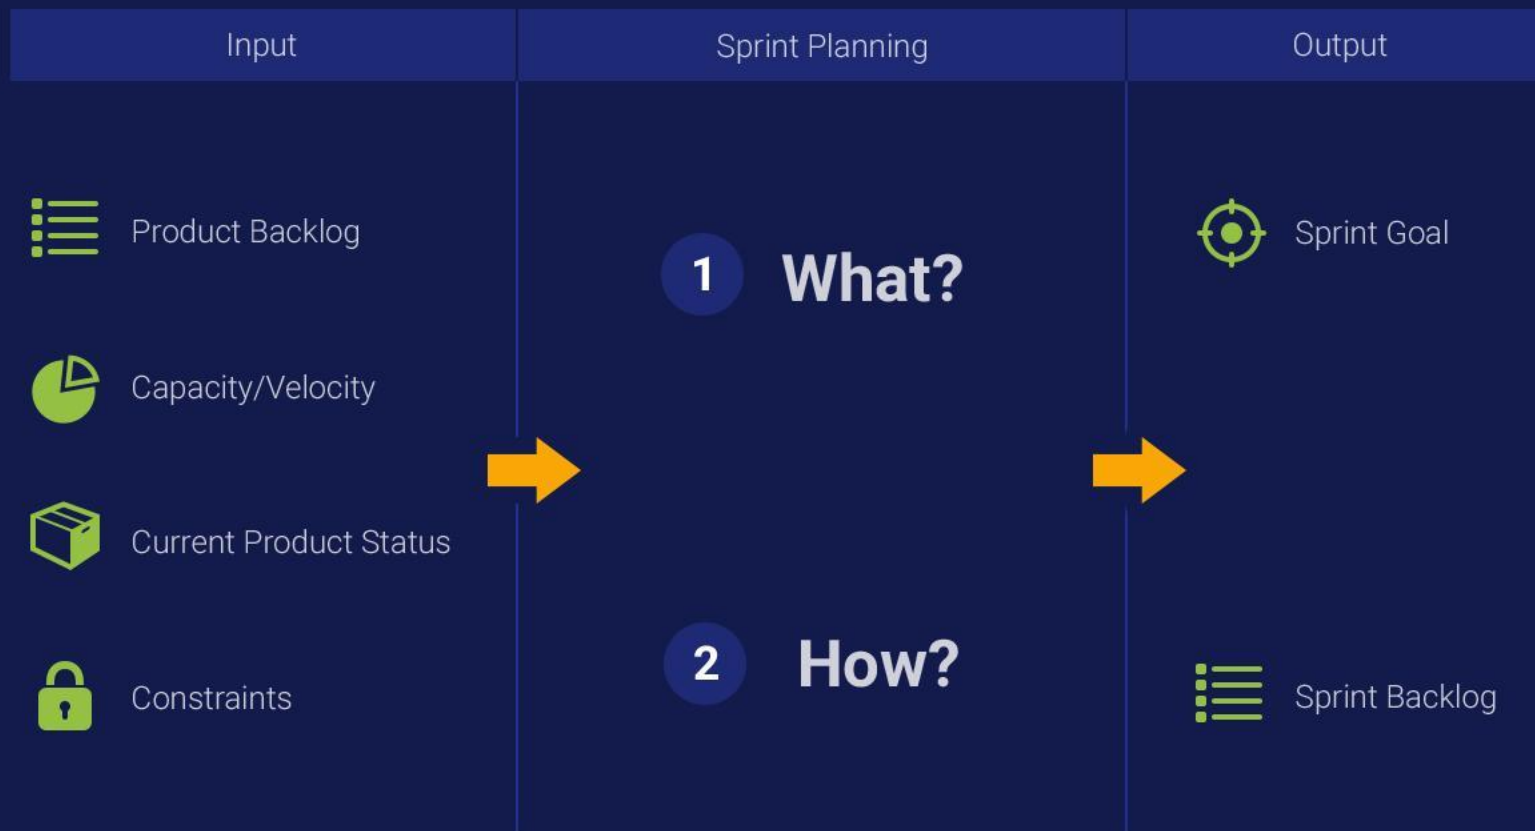 Input
Sprint Planning
Output
Product Backlog
Capacity/Velocity
Current Product Status
Constraints
1 What?
2 How?
Sprint Goal
Sprint Backlog